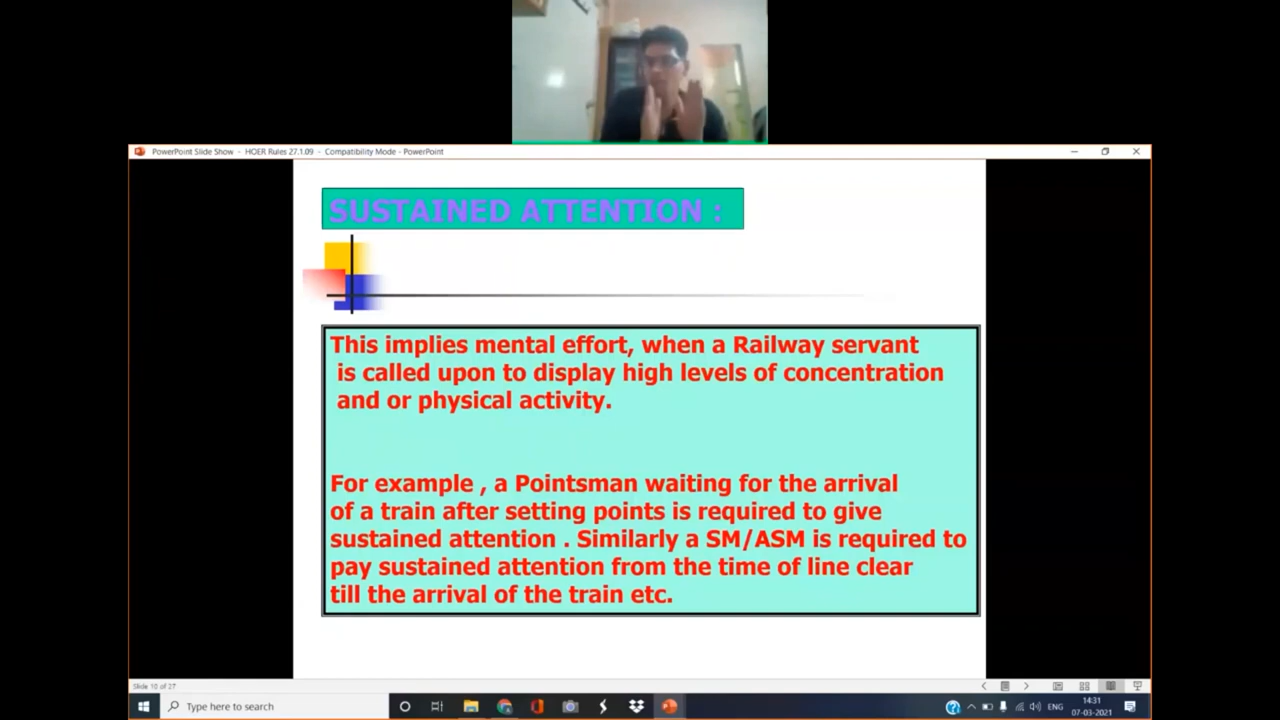 PowerPoint Slide Show - HOER Rules 27.1.09 - Compatibility Mode - PowerPoint
SUSTAINED ATTENTION :
This implies mental effort, when a Railway servant
is called upon to display high levels of concentration
and or physical activity.
For example , a Pointsman waiting for the arrival
of a train after setting points is required to give
sustained attention . Similarly a SM/ASM is required to
pay sustained attention from the time of line clear
till the arrival of the train etc.
Slide 10 of 27
Type here to search
ENG
14:31
07-03-2021